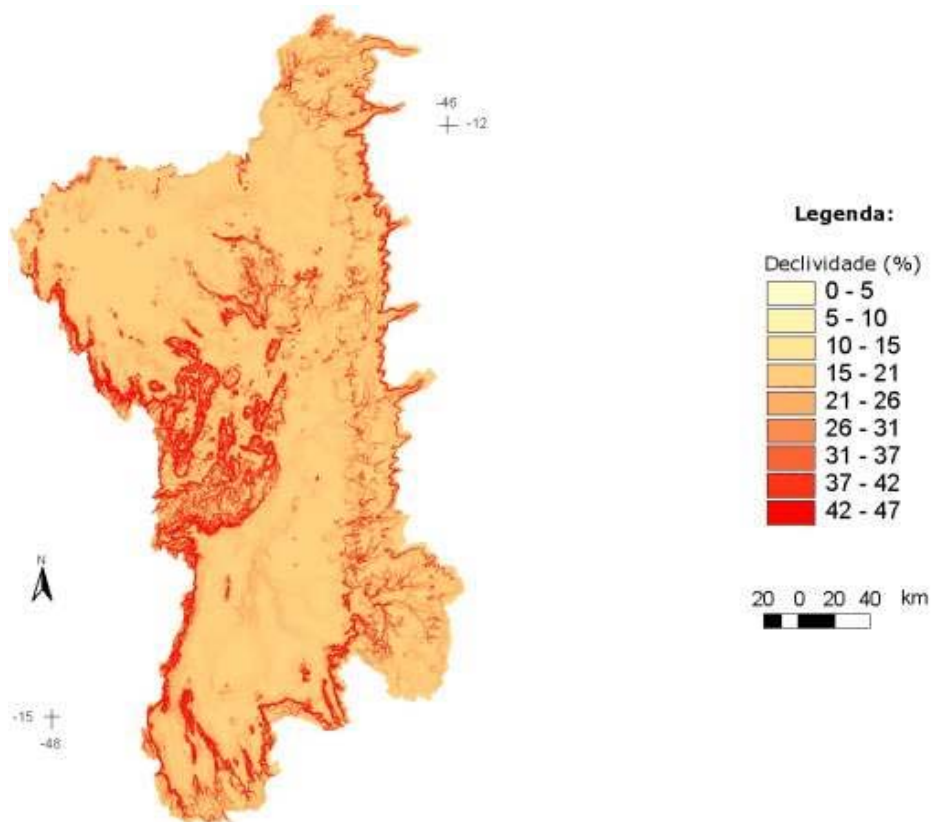 -46
-12
Legenda:
Declividade (%)
0 - 5
5 - 10
10 - 15
15 - 21
21 - 26
26 - 31
31 - 37
37 - 42
42 - 47
N
20 0 20 40 km
-15
-48